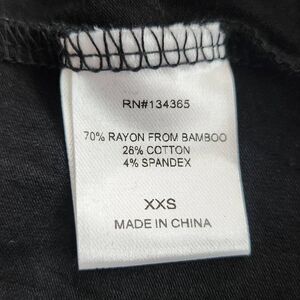 RN#134365
70% RAYON FROM BAMBOO
26% COTTON
4% SPANDEX
XXS
MADE IN CHINA